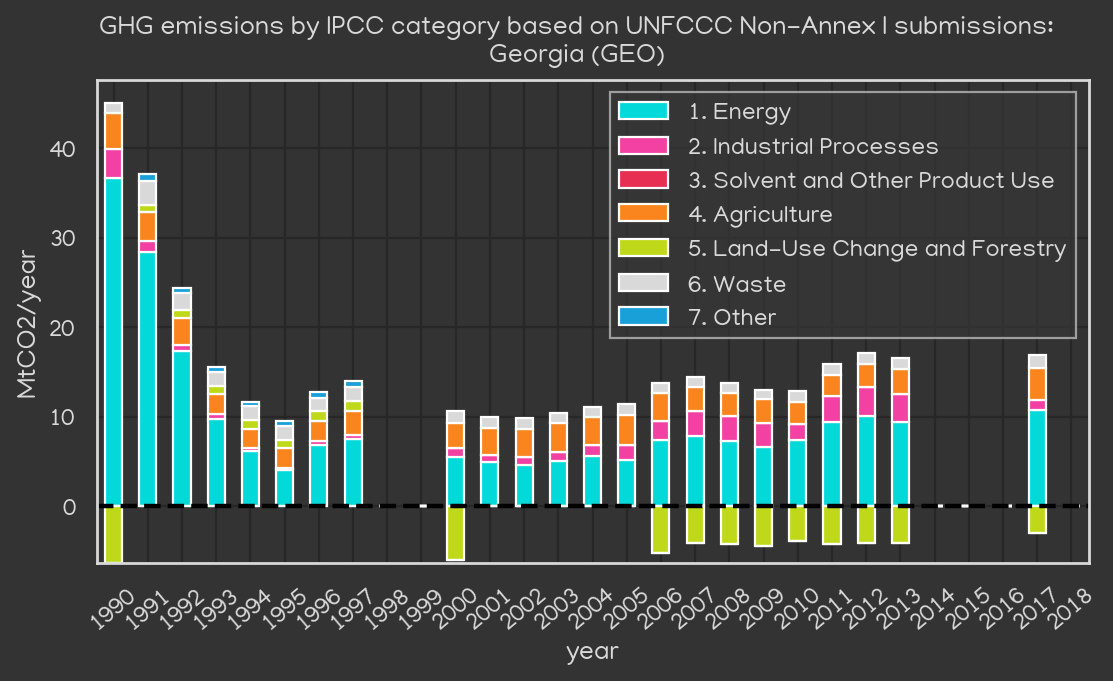 GHG emissions by IPCC category based on UNFCCC Non-Annex I submissions:
Georgia (GEO)
1. Energy
2. Industrial Processes
3. Solvent and Other Product Use
4. Agriculture
5. Land-Use Change and Forestry
6. Waste
7. Other
MtCO2/year
40
30
20
10
0
1990 1991 1992 1993 1994 1995 1996 1997 1998 1999 2000 2001 2002 2003 2004 2005 2006 2007 2008 2009 2010 2011 2012 2013 2014 2015 2016 2017 2018
year